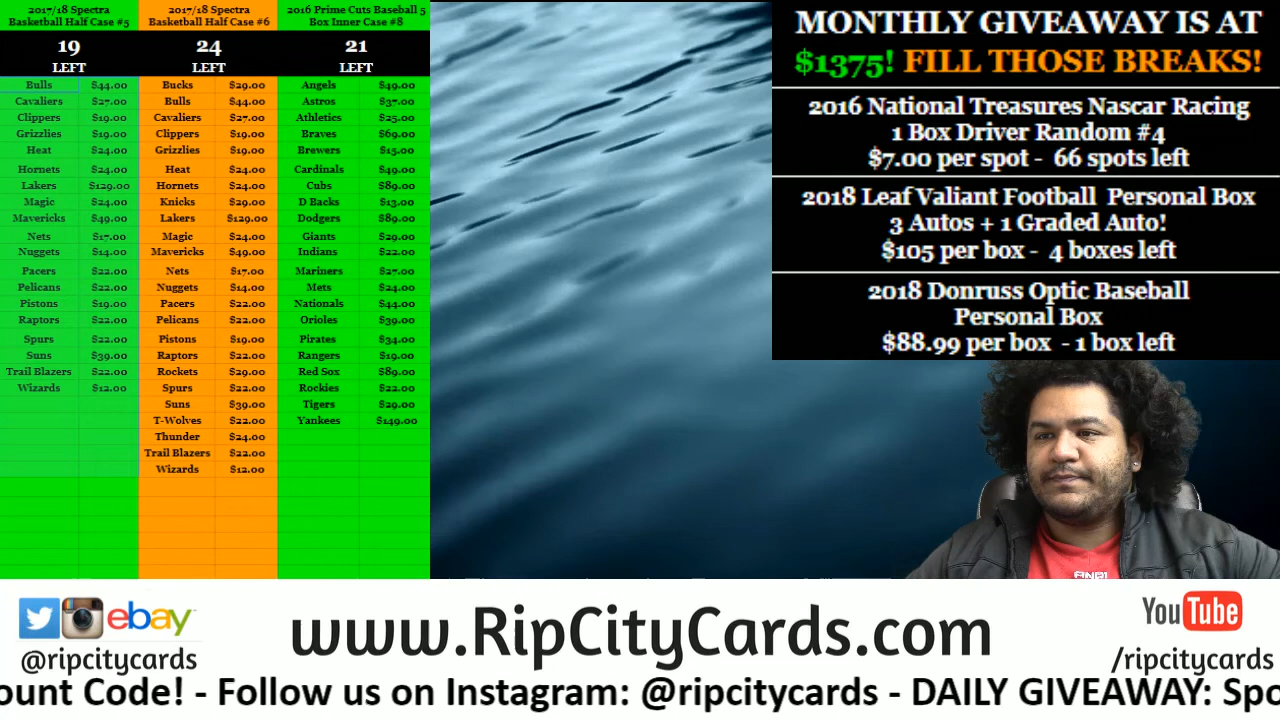 2017/18 Spectra
Basketball Half Case #5
19
LEFT
Bulls $44.00
Cavaliers $27.00
Clippers $19.00
Grizzlies $19.00
Heat $24.00
Hornets $24.00
Lakers $129.00
Magic $24.00
Mavericks $49.00
Nets $17.00
Nuggets $14.00
Pacers $22.00
Pelicans $22.00
Pistons $19.00
Raptors $22.00
Spurs $22.00
Suns $39.00
Trail Blazers $22.00
Wizards $12.00
2017/18 Spectra
Basketball Half Case #6
24
LEFT
Bucks $29.00
Bulls $44.00
Cavaliers $27.00
Clippers $19.00
Grizzlies $19.00
Heat $24.00
Hornets $24.00
Knicks $29.00
Lakers $129.00
Magic $24.00
Mavericks $49.00
Nets $17.00
Nuggets $14.00
Pacers $22.00
Pelicans $22.00
Pistons $19.00
Raptors $22.00
Rockets $29.00
Spurs $22.00
Suns $39.00
T-Wolves $22.00
Thunder $24.00
Trail Blazers $22.00
Wizards $12.00
2016 Prime Cuts Baseball 5
Box Inner Case #8
21
LEFT
Angels $49.00
Astros $37.00
Athletics $25.00
Braves $69.00
Brewers $15.00
Cardinals $49.00
Cubs $89.00
D Backs $13.00
Dodgers $89.00
Giants $29.00
Indians $22.00
Mariners $27.00
Mets $24.00
Nationals $44.00
Orioles $39.00
Pirates $34.00
Rangers $19.00
Red Sox $89.00
Rockies $22.00
Tigers $29.00
Yankees $149.00
MONTHLY GIVEAWAY IS AT
$1375! FILL THOSE BREAKS!
2016 National Treasures Nascar Racing
1 Box Driver Random #4
$7.00 per spot - 66 spots left
2018 Leaf Valiant Football Personal Box
3 Autos + 1 Graded Auto!
$105 per box - 4 boxes left
2018 Donruss Optic Baseball
Personal Box
$88.99 per box - 1 box left
ebay
@ripcitycards
www.RipCityCards.com
YouTube
/ripcitycards
ount Code! - Follow us on Instagram: @ripcitycards - DAILY GIVEAWAY: Spo